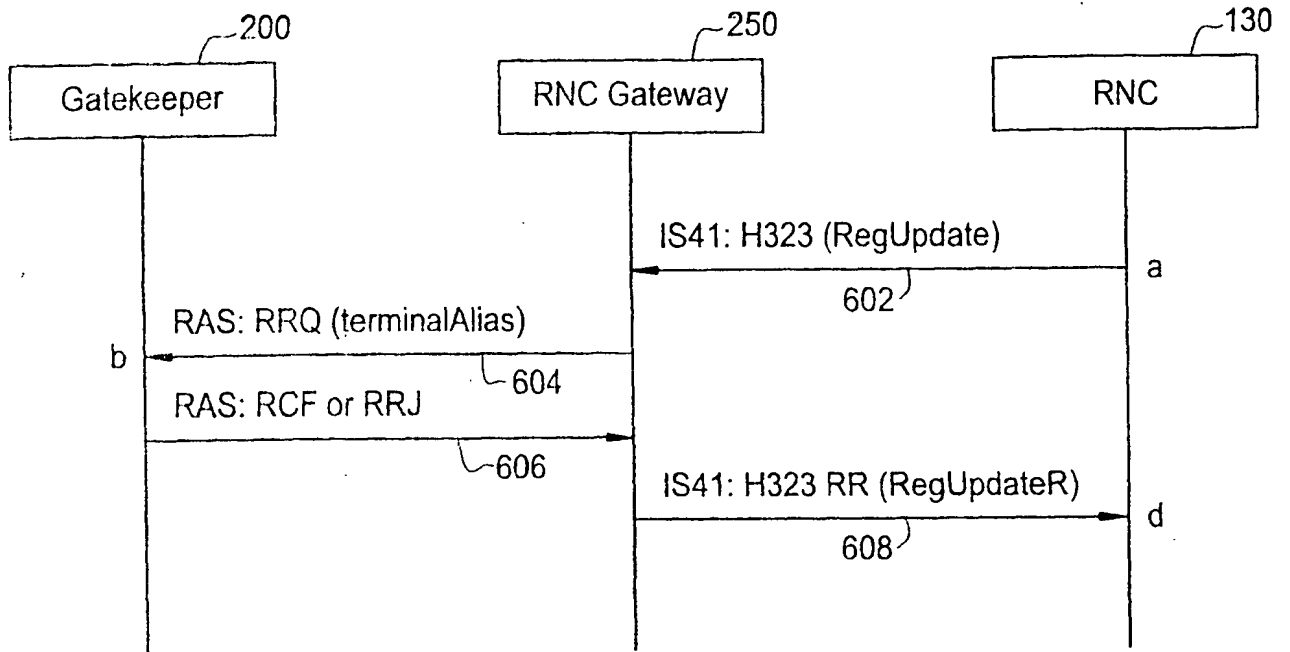 200
250
130
Gatekeeper
RNC Gateway
RNC
IS41: H323 (RegUpdate)
a
602
RAS: RRQ (terminalAlias)
b
604
RAS: RCF or RRJ
606
IS41: H323 RR (RegUpdateR)
d
608